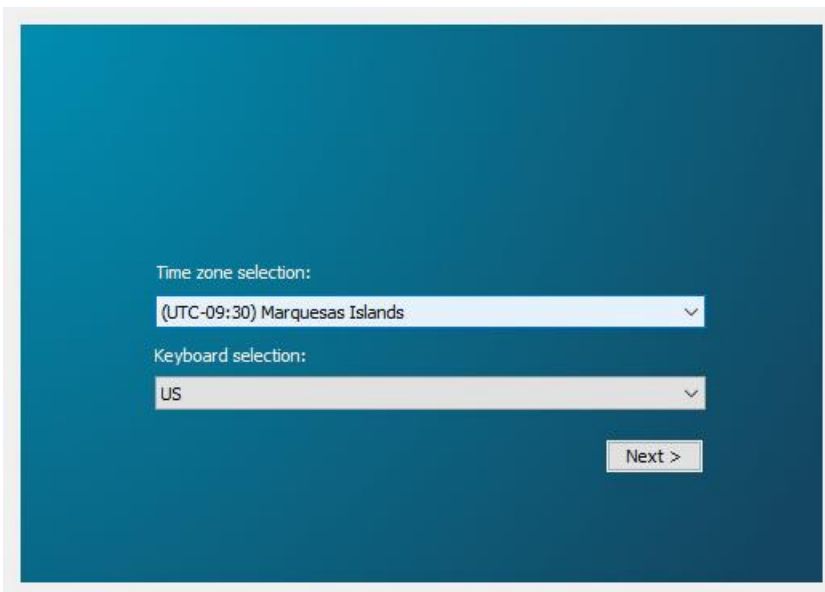 Time zone selection:
(UTC-09:30) Marquesas Islands
Keyboard selection:
US
Next >